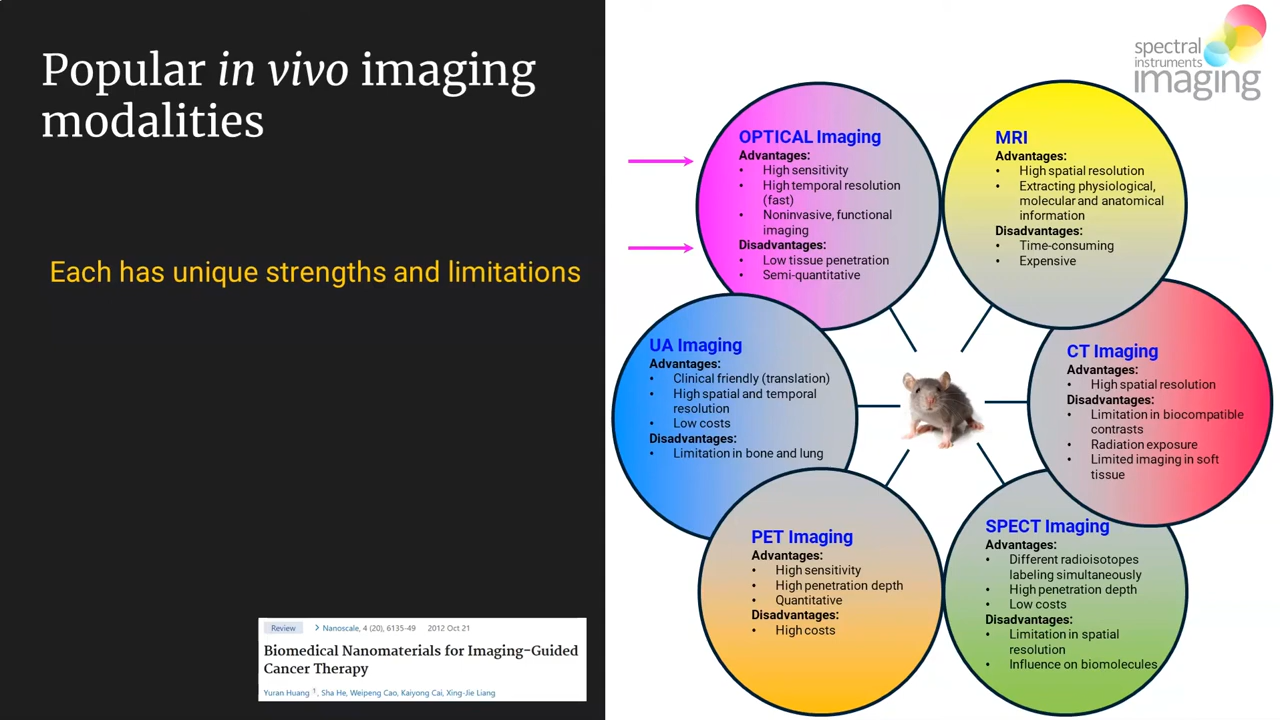 Popular in vivo imaging
modalities
Each has unique strengths and limitations
Review > Nanoscale, 4 (20), 6135-49 2012 Oct 21
Biomedical Nanomaterials for Imaging-Guided
Cancer Therapy
Yuran Huang 1, Sha He, Weipeng Cao, Kaiyong Cai, Xing-Jie Liang
spectral
instruments
imaging
OPTICAL Imaging
Advantages:
• High sensitivity
• High temporal resolution
(fast)
• Noninvasive, functional
imaging
Disadvantages:
• Low tissue penetration
• Semi-quantitative
MRI
Advantages:
• High spatial resolution
• Extracting physiological,
molecular and anatomical
information
Disadvantages:
• Time-consuming
• Expensive
UA Imaging
Advantages:
• Clinical friendly (translation)
• High spatial and temporal
resolution
• Low costs
Disadvantages:
• Limitation in bone and lung
CT Imaging
Advantages:
• High spatial resolution
Disadvantages:
• Limitation in biocompatible
contrasts
• Radiation exposure
• Limited imaging in soft
tissue
PET Imaging
Advantages:
• High sensitivity
• High penetration depth
• Quantitative
Disadvantages:
• High costs
SPECT Imaging
Advantages:
• Different radioisotopes
labeling simultaneously
• High penetration depth
• Low costs
Disadvantages:
• Limitation in spatial
resolution
• Influence on biomolecules